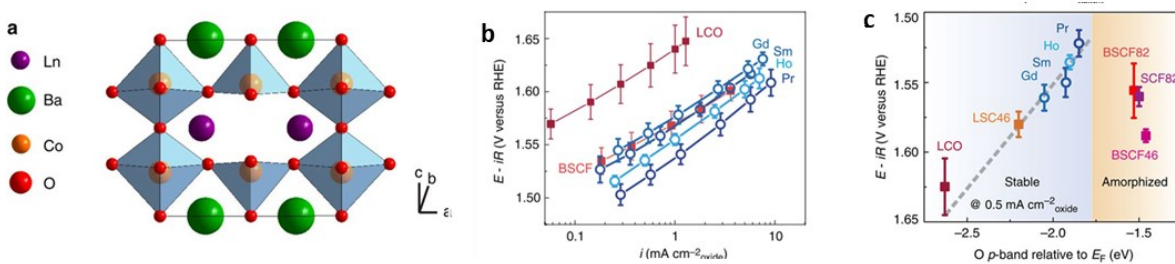 a
Ln
Ba
Co
O
c
b
a
b
E - iR (V versus RHE)
1.65
1.60
1.55
1.50
LCO
Gd
Sm
Ho
Pr
BSCF
0.1
1
i (mA cm⁻²oxide)
c
E - iR (V versus RHE)
1.50
1.55
1.60
1.65
Pr
Ho
Sm
Gd
LSC46
LCO
BSCF82
SCF82
BSCF46
Stable
Amorphized
@ 0.5 mA cm⁻²oxide
−2.5
−2.0
−1.5
O p-band relative to EF (eV)